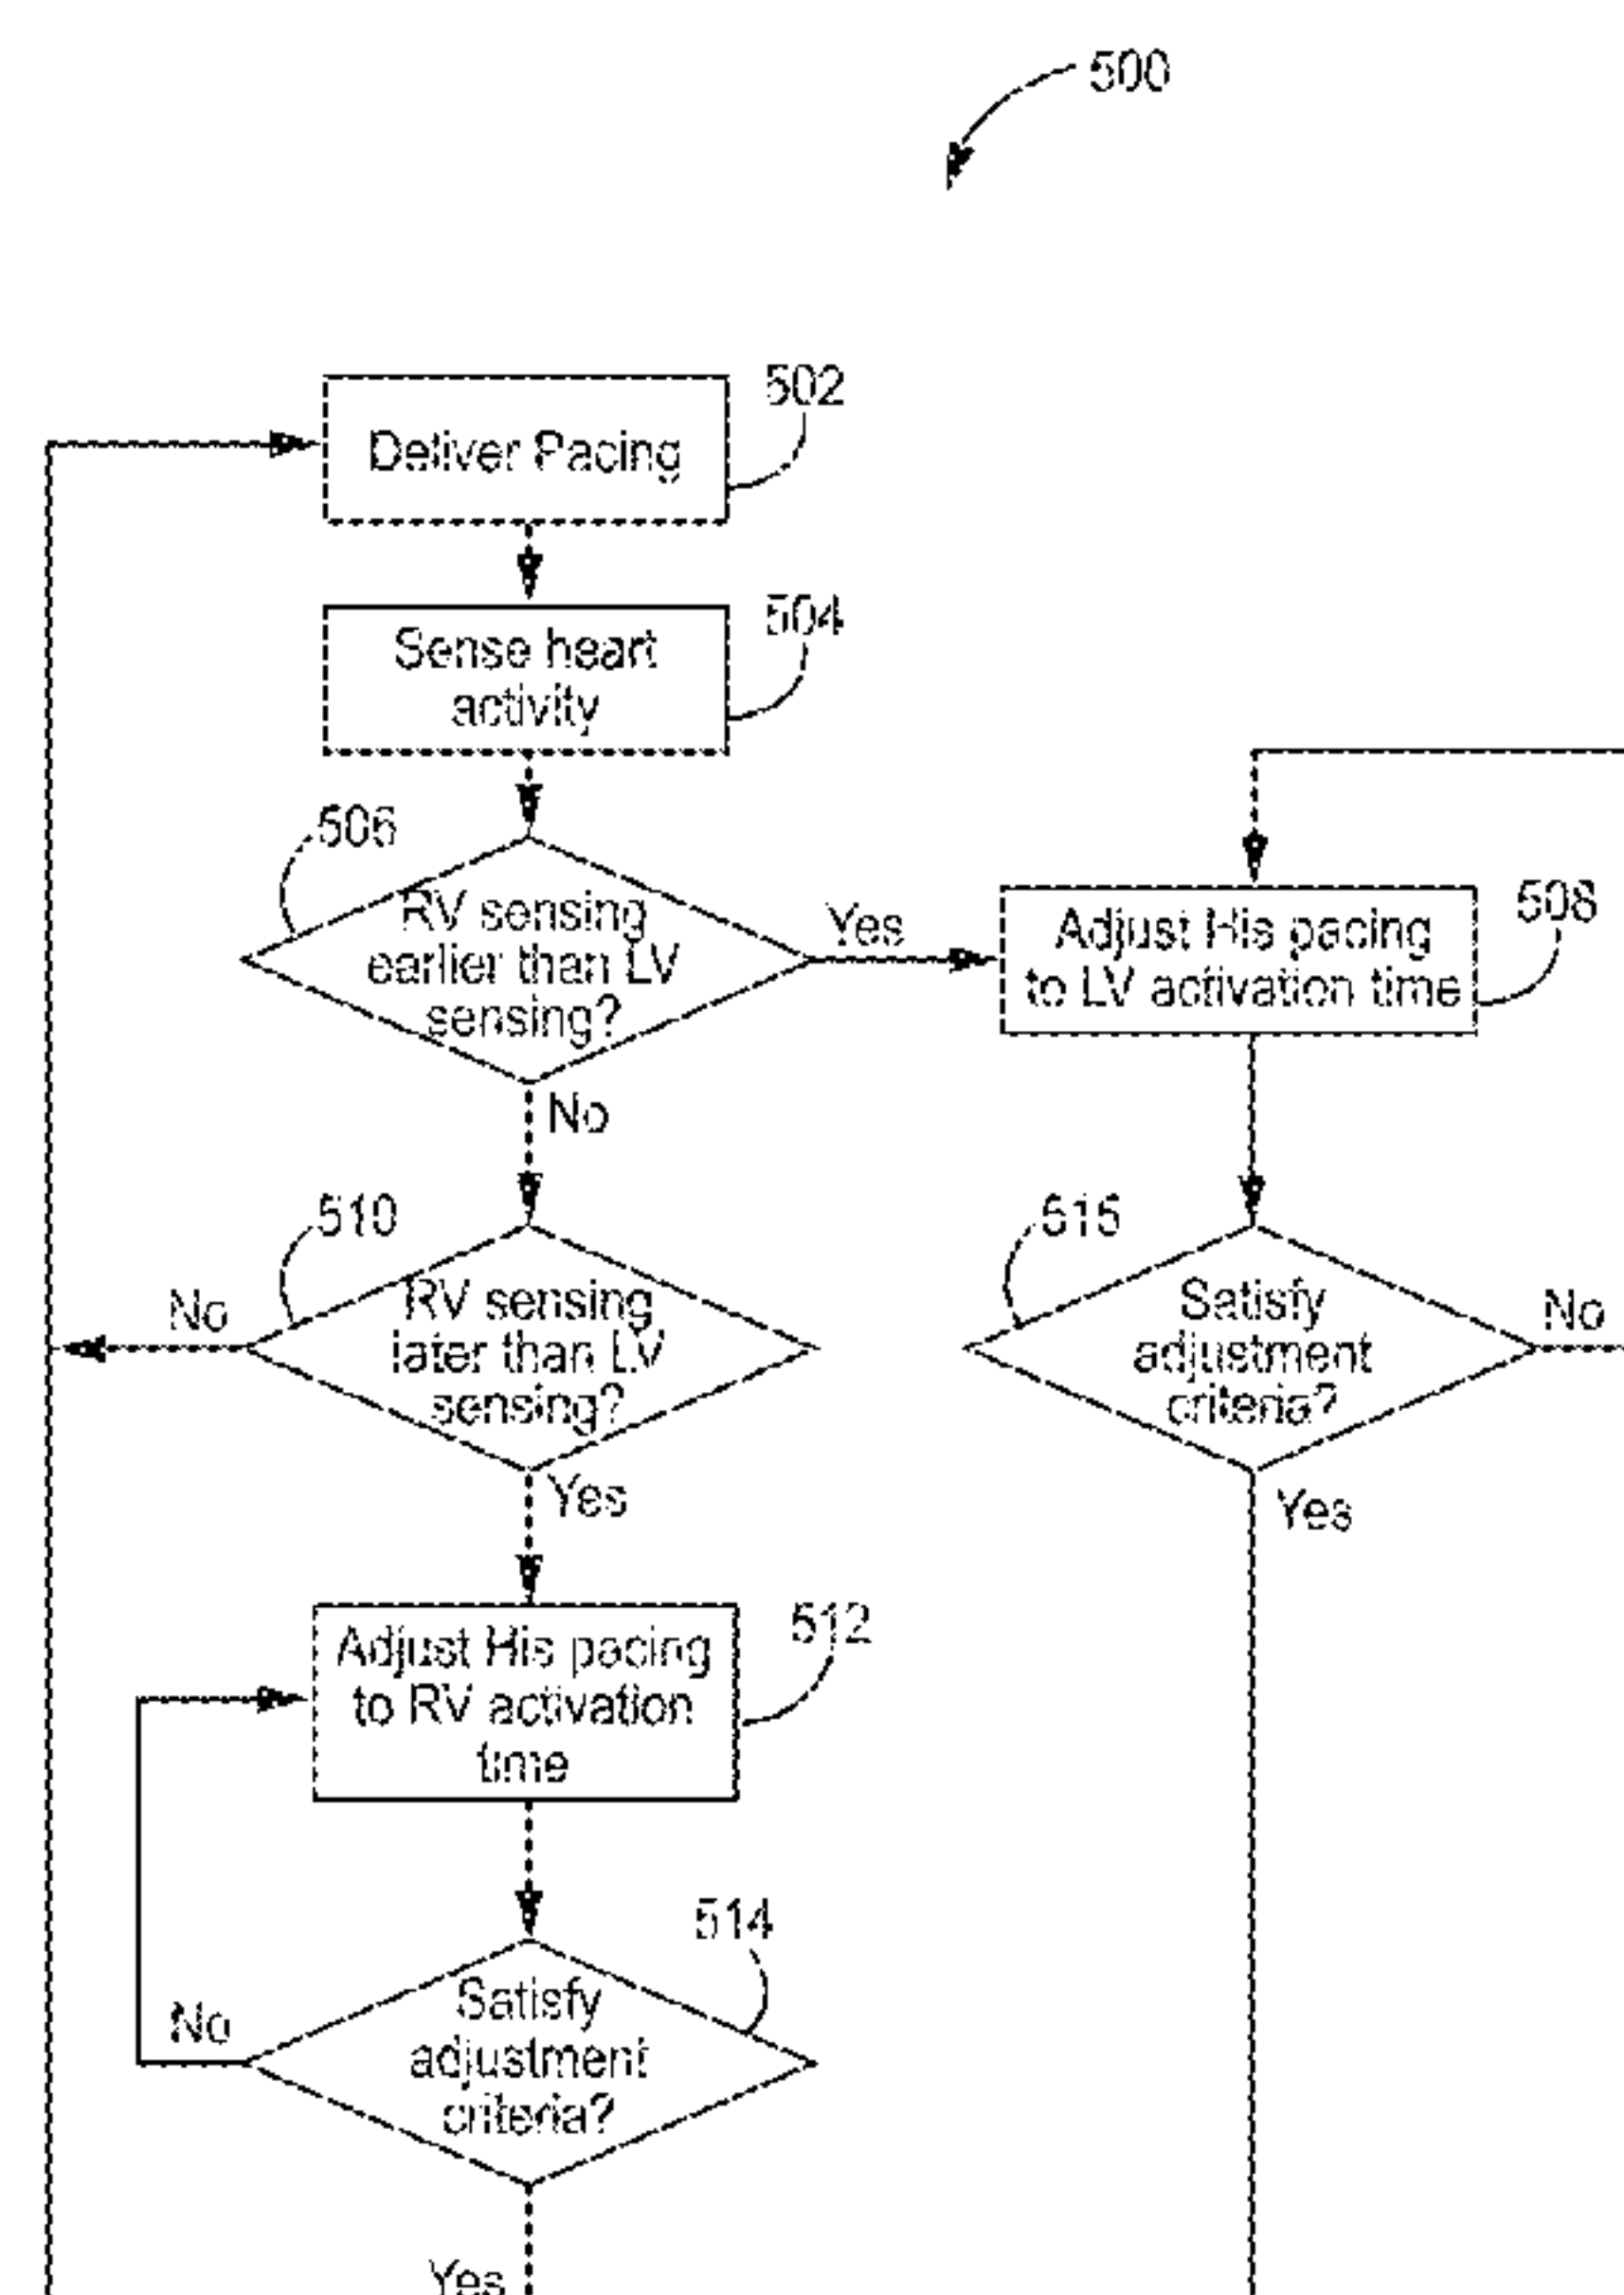 500
502
Deliver Pacing
504
Sense heart
activity
506
RV sensing
earlier than LV
sensing?
Yes
508
Adjust His pacing
to LV activation time
No
510
RV sensing
later than LV
sensing?
No
515
Satisfy
adjustment
criteria?
No
Yes
Yes
512
Adjust His pacing
to RV activation
time
514
Satisfy
adjustment
criteria?
No
Yes